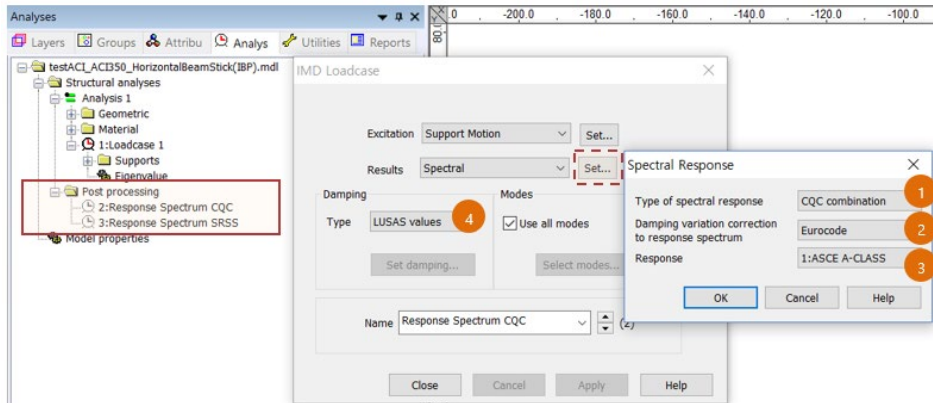 Analyses
Layers Groups Attribu Analys Utilities Reports
testACI_ACI350_HorizontalBeamStick(IBP).mdl
Structural analyses
Analysis 1
Geometric
Material
1:Loadcase 1
Supports
Eigenvalue
Post processing
2:Response Spectrum CQC
3:Response Spectrum SRSS
Model properties
.0 -200.0 -180.0 -160.0 -140.0 -120.0 -100.0
80.0
IMD Loadcase
Excitation Support Motion Set...
Results Spectral Set...
Damping
Type LUSAS values 4
Set damping...
Modes
Use all modes
Select modes...
Name Response Spectrum CQC (2)
Close Cancel Apply Help
Spectral Response
Type of spectral response CQC combination 1
Damping variation correction
to response spectrum Eurocode 2
Response 1:ASCE A-CLASS 3
OK Cancel Help